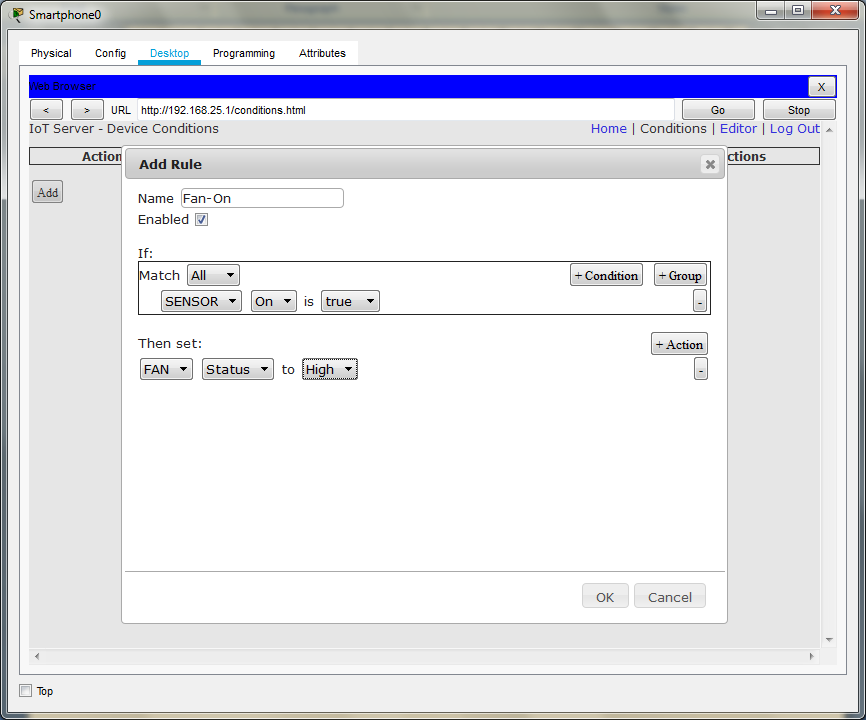 Smartphone0
Physical Config Desktop Programming Attributes
Web Browser X
< > URL http://192.168.25.1/conditions.html Go Stop
IoT Server - Device Conditions Home | Conditions | Editor | Log Out
Action ctions
Add
Add Rule
Name Fan-On
Enabled
If:
Match All + Condition + Group
SENSOR On is true -
Then set: + Action
FAN Status to High -
OK Cancel
Top